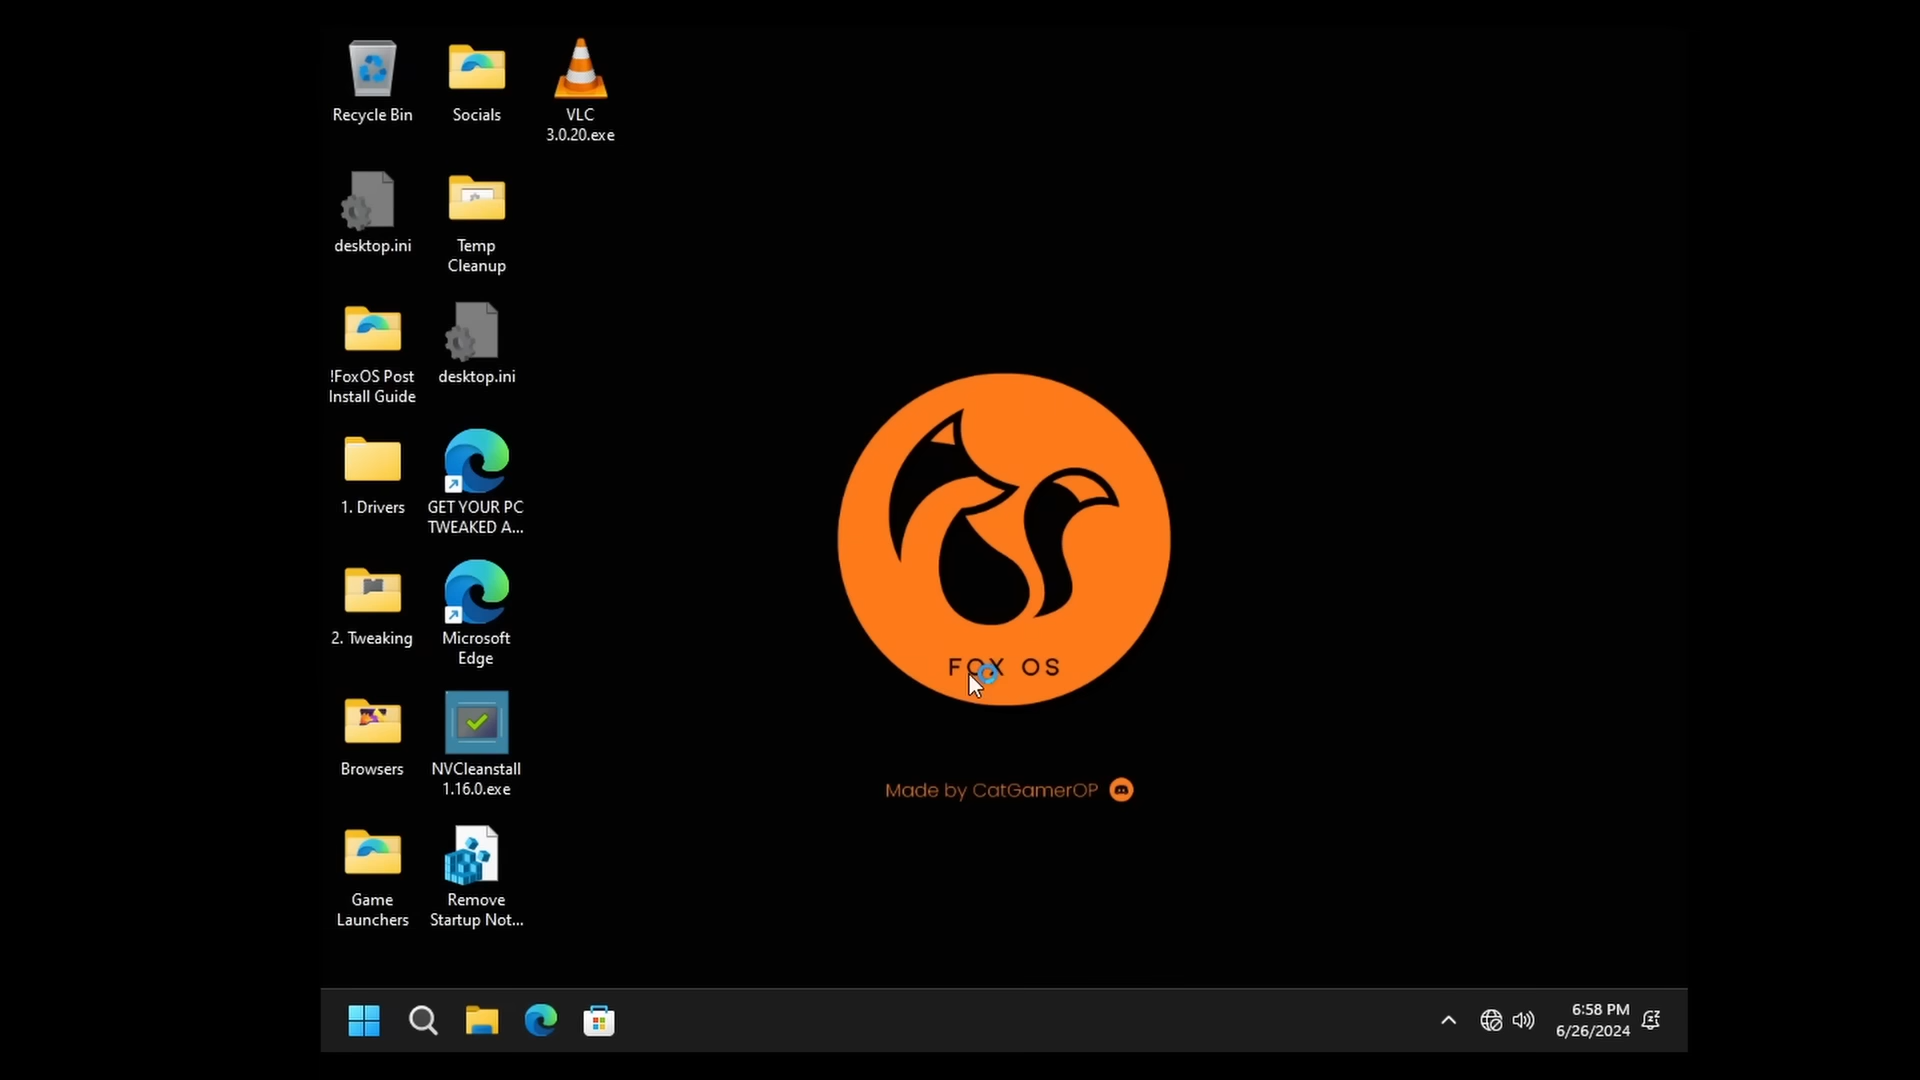 Recycle Bin
Socials
VLC
3.0.20.exe
desktop.ini
Temp
Cleanup
!FoxOS Post
Install Guide
desktop.ini
1. Drivers
GET YOUR PC
TWEAKED A...
2. Tweaking
Microsoft
Edge
Browsers
NVCleanstall
1.16.0.exe
Game
Launchers
Remove
Startup Not...
FOX OS
Made by CatGamerOP
6:58 PM
6/26/2024